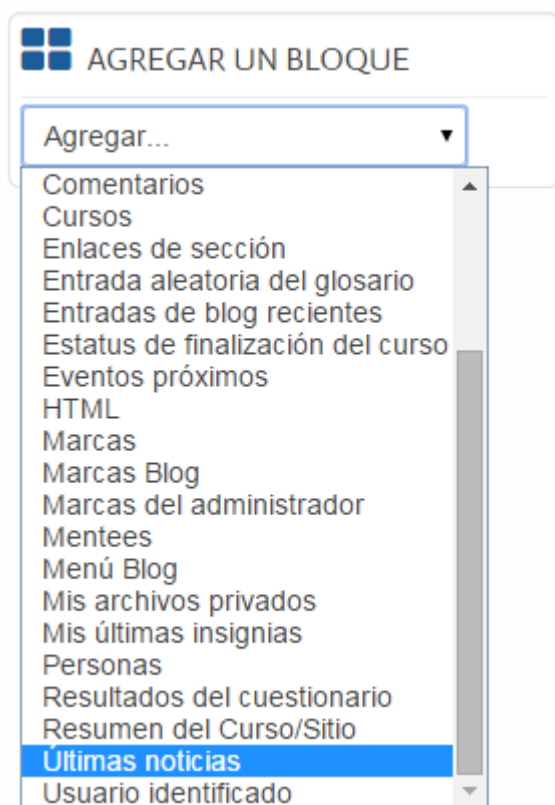 AGREGAR UN BLOQUE
Agregar...
Comentarios
Cursos
Enlaces de sección
Entrada aleatoria del glosario
Entradas de blog recientes
Estatus de finalización del curso
Eventos próximos
HTML
Marcas
Marcas Blog
Marcas del administrador
Mentees
Menú Blog
Mis archivos privados
Mis últimas insignias
Personas
Resultados del cuestionario
Resumen del Curso/Sitio
Últimas noticias
Usuario identificado